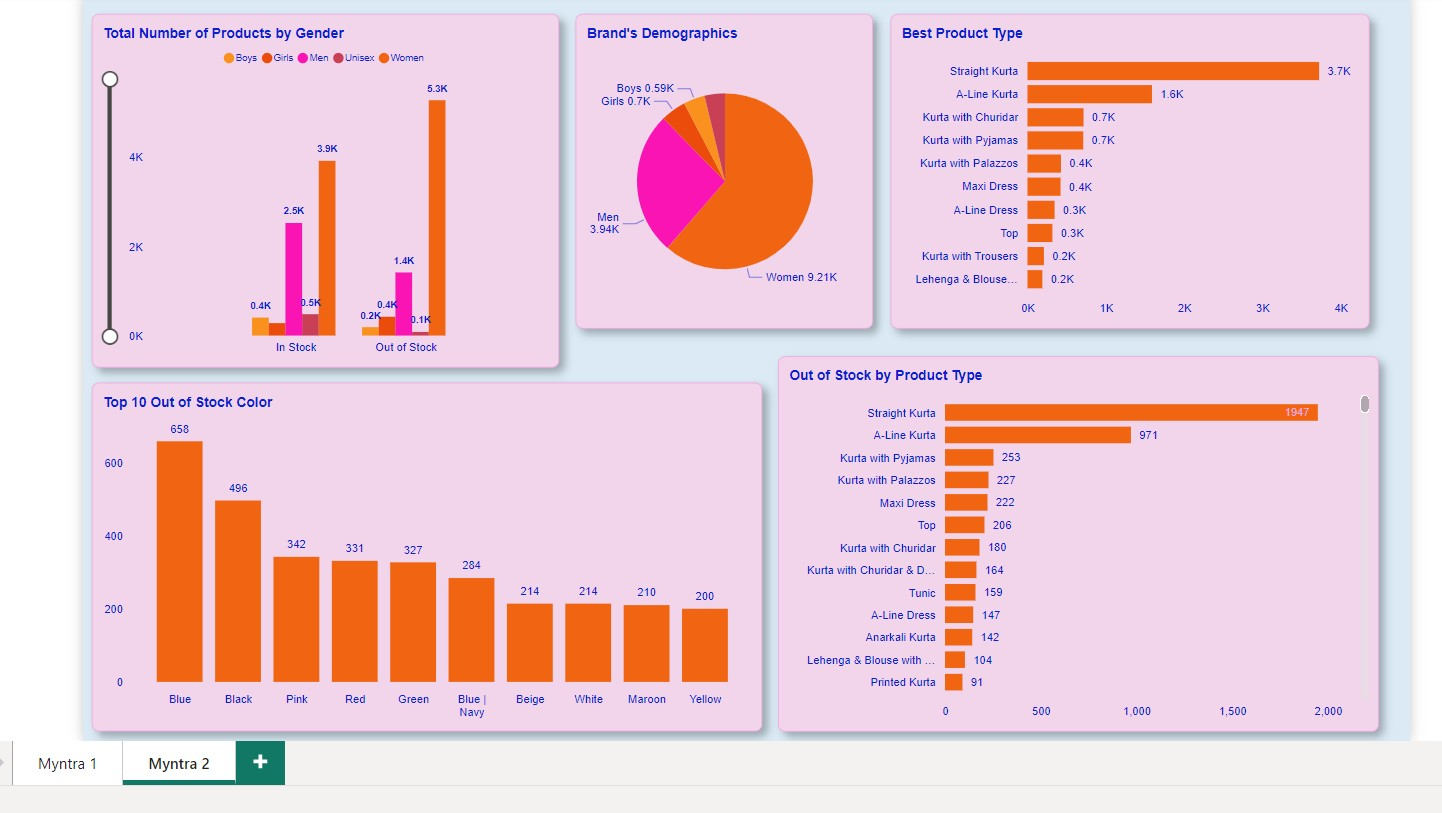 Total Number of Products by Gender
Boys Girls Men Unisex Women
4K
2K
0K
0.4K
2.5K
0.5K
3.9K
0.2K
0.4K
1.4K
0.1K
5.3K
In Stock
Out of Stock
Brand's Demographics
Boys 0.59K
Girls 0.7K
Men
3.94K
Women 9.21K
Best Product Type
Straight Kurta 3.7K
A-Line Kurta 1.6K
Kurta with Churidar 0.7K
Kurta with Pyjamas 0.7K
Kurta with Palazzos 0.4K
Maxi Dress 0.4K
A-Line Dress 0.3K
Top 0.3K
Kurta with Trousers 0.2K
Lehenga & Blouse... 0.2K
0K 1K 2K 3K 4K
Top 10 Out of Stock Color
600
400
200
0
658
496
342
331
327
284
214
214
210
200
Blue
Black
Pink
Red
Green
Blue |
Navy
Beige
White
Maroon
Yellow
Out of Stock by Product Type
Straight Kurta 1947
A-Line Kurta 971
Kurta with Pyjamas 253
Kurta with Palazzos 227
Maxi Dress 222
Top 206
Kurta with Churidar 180
Kurta with Churidar & D... 164
Tunic 159
A-Line Dress 147
Anarkali Kurta 142
Lehenga & Blouse with ... 104
Printed Kurta 91
0 500 1,000 1,500 2,000
Myntra 1
Myntra 2